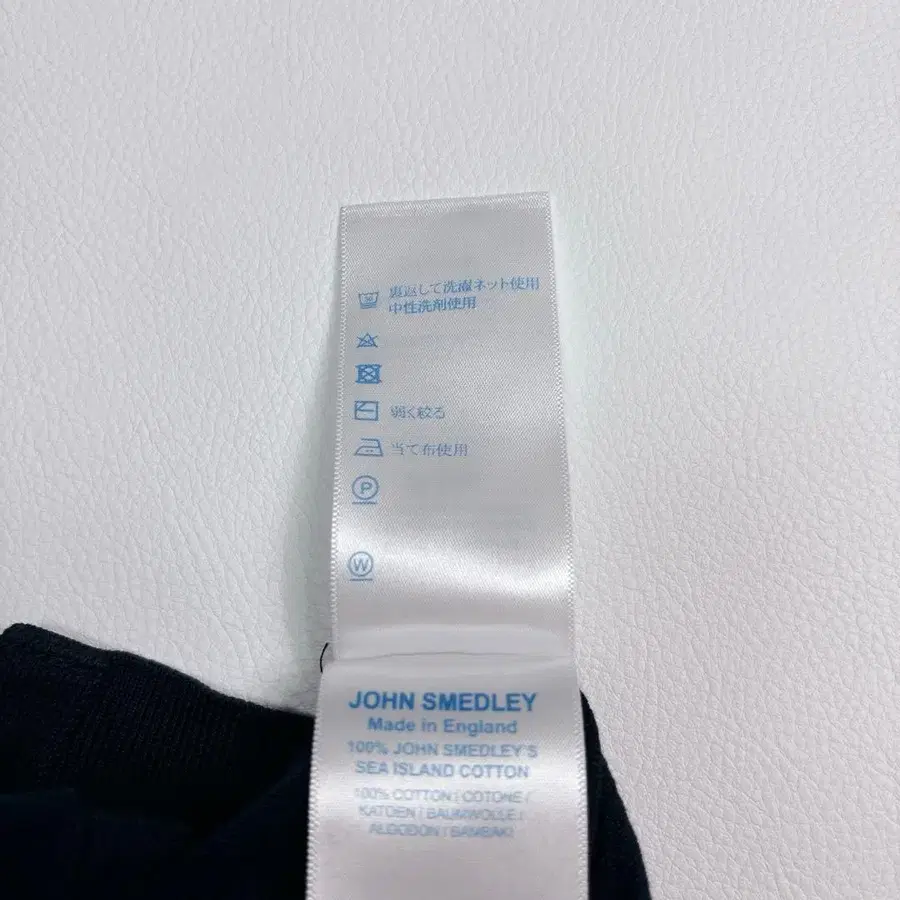 30
裏返して洗濯ネット使用
中性洗剤使用
弱く絞る
当て布使用
P
W
JOHN SMEDLEY
Made in England
100% JOHN SMEDLEY'S
SEA ISLAND COTTON
100% COTTON / COTONE /
KATOEN / BAUMWOLLE /
ALGODON / BAMBAKI